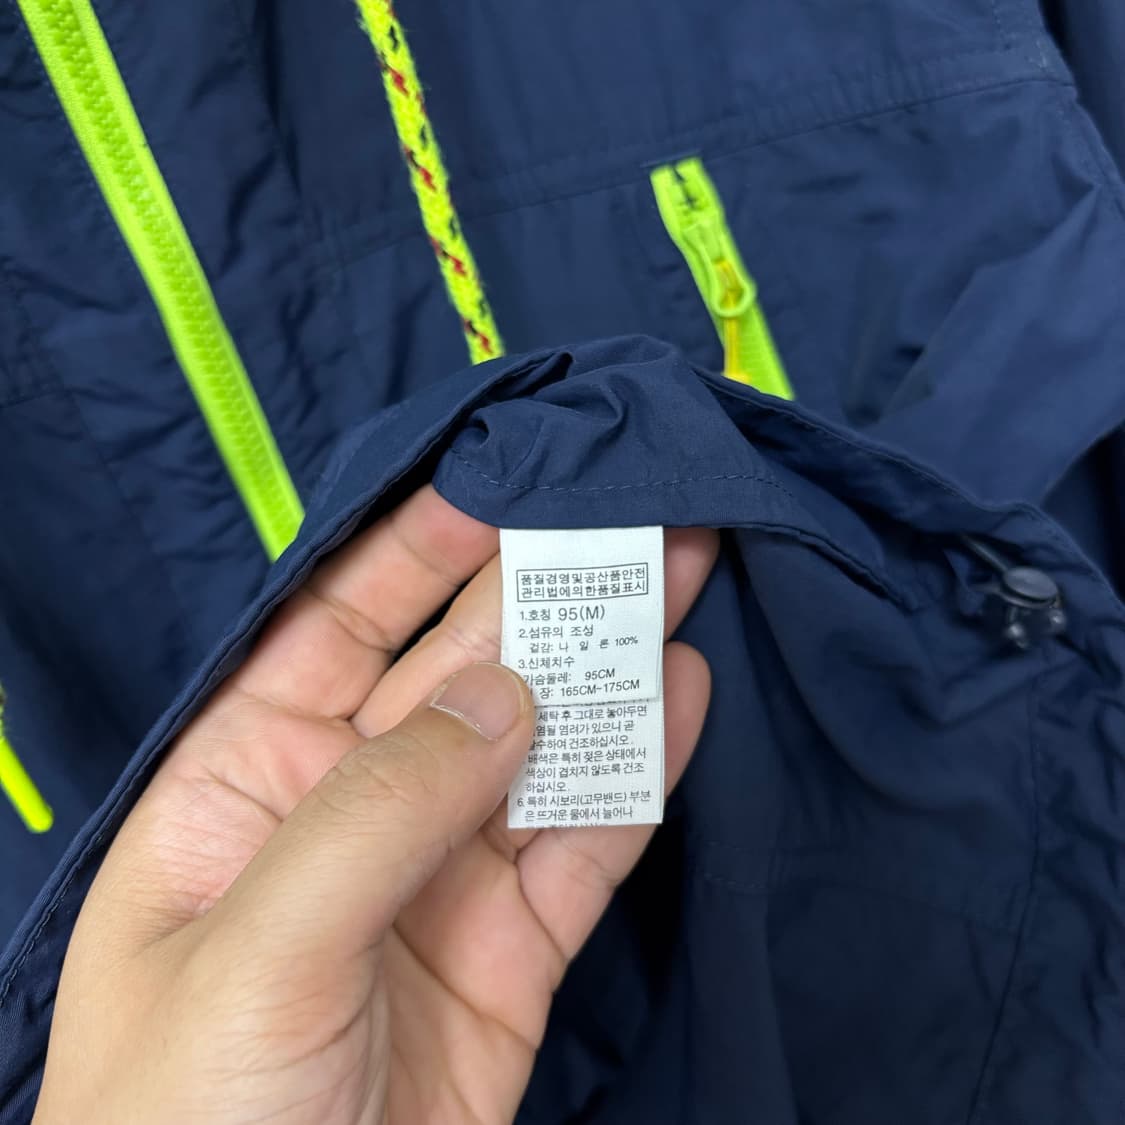 품질경영및공산품안전
관리법에의한품질표시
1.호칭 95(M)
2.섬유의 조성
겉감: 나 일 론 100%
3.신체치수
가슴둘레: 95CM
장: 165CM-175CM
세탁 후 그대로 놓아두면
염될 염려가 있으니 곧
탈수하여 건조하십시오.
배색은 특히 젖은 상태에서
색상이 겹치지 않도록 건조
하십시오.
6. 특히 시보리(고무밴드) 부분
은 뜨거운 물에서 늘어나